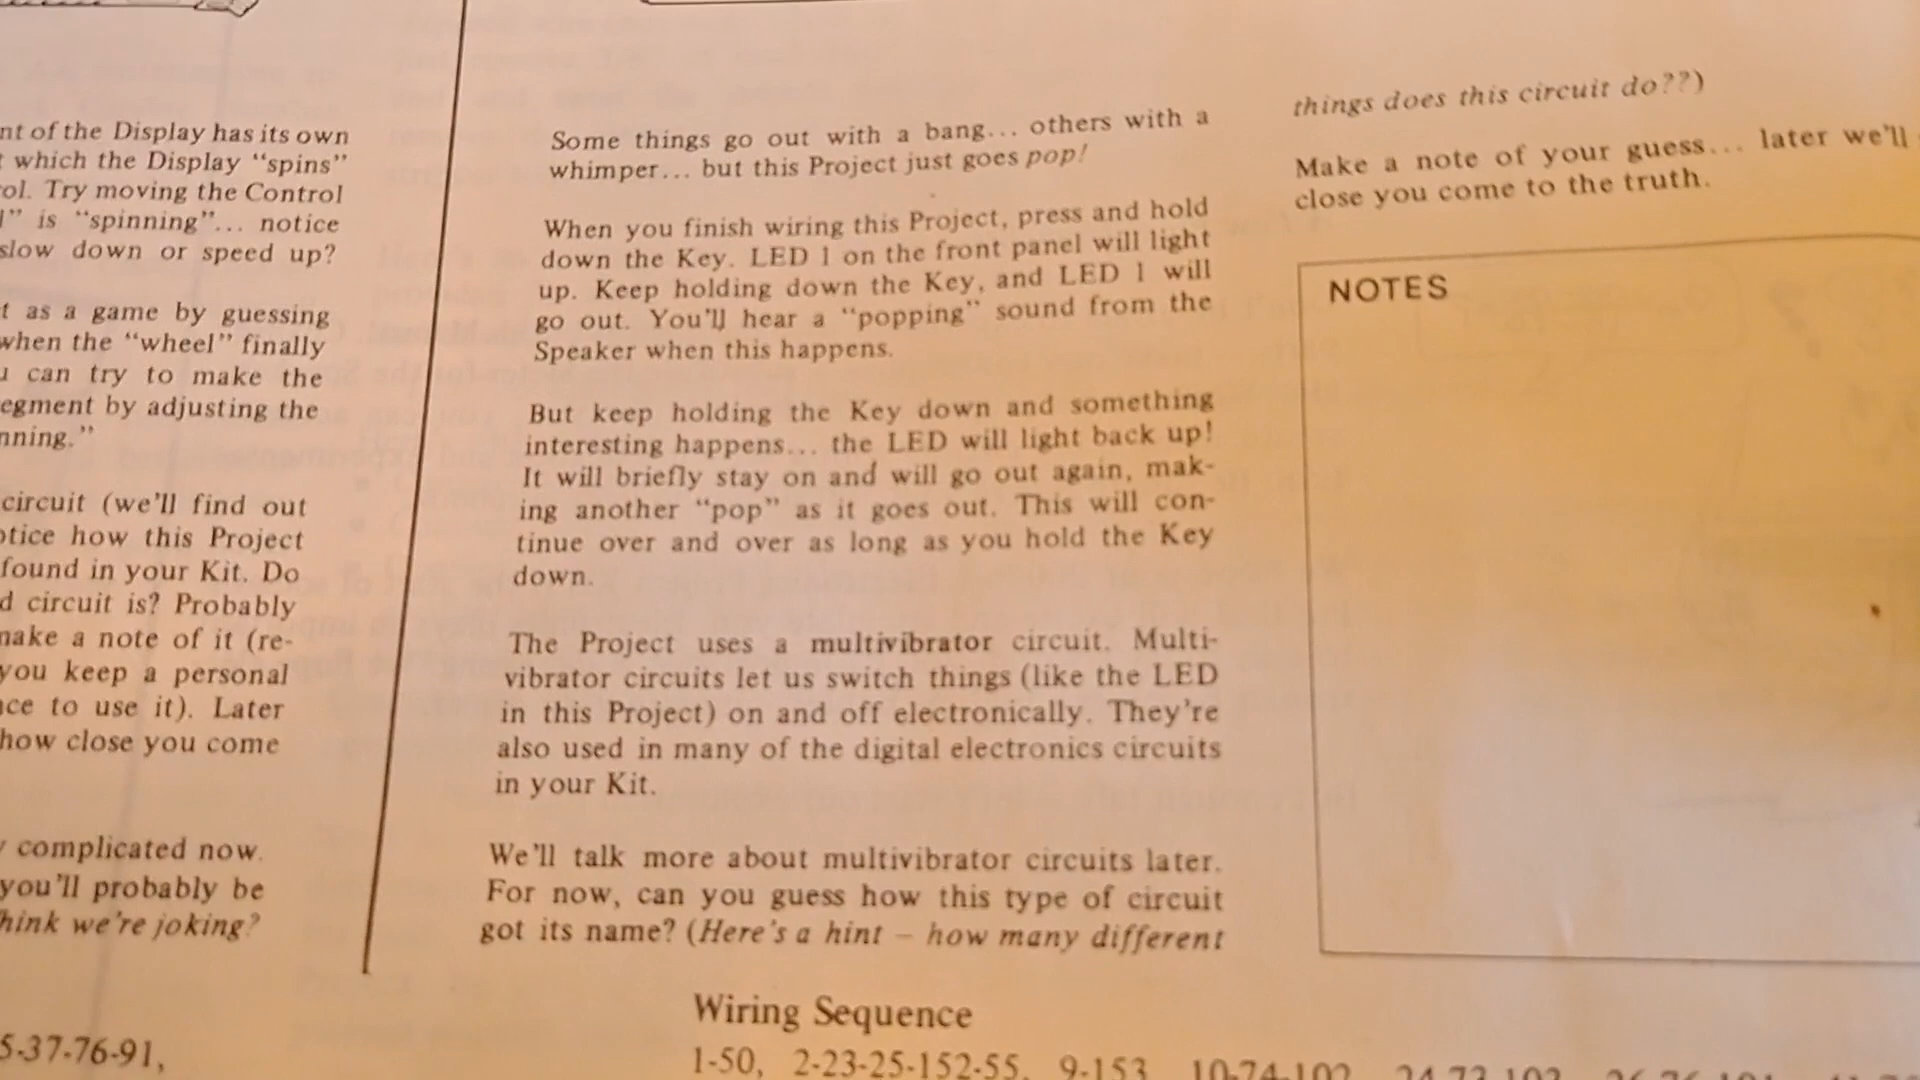 nt of the Display has its own
which the Display "spins"
ol. Try moving the Control
" is "spinning"... notice
slow down or speed up?
t as a game by guessing
when the "wheel" finally
can try to make the
egment by adjusting the
nning."
circuit (we'll find out
otice how this Project
found in your Kit. Do
d circuit is? Probably
make a note of it (re-
you keep a personal
ce to use it). Later
how close you come
complicated now.
you'll probably be
hink we're joking?
5-37-76-91,
Some things go out with a bang... others with a
whimper... but this Project just goes pop!
When you finish wiring this Project, press and hold
down the Key. LED 1 on the front panel will light
up. Keep holding down the Key, and LED 1 will
go out. You'll hear a "popping" sound from the
Speaker when this happens.
But keep holding the Key down and something
interesting happens... the LED will light back up!
It will briefly stay on and will go out again, mak-
ing another "pop" as it goes out. This will con-
tinue over and over as long as you hold the Key
down.
The Project uses a multivibrator circuit. Multi-
vibrator circuits let us switch things (like the LED
in this Project) on and off electronically. They're
also used in many of the digital electronics circuits
in your Kit.
We'll talk more about multivibrator circuits later.
For now, can you guess how this type of circuit
got its name? (Here's a hint – how many different
things does this circuit do??)
Make a note of your guess... later we'll
close you come to the truth.
NOTES
Wiring Sequence
1-50, 2-23-25-152-55, 9-153, 10-74-102